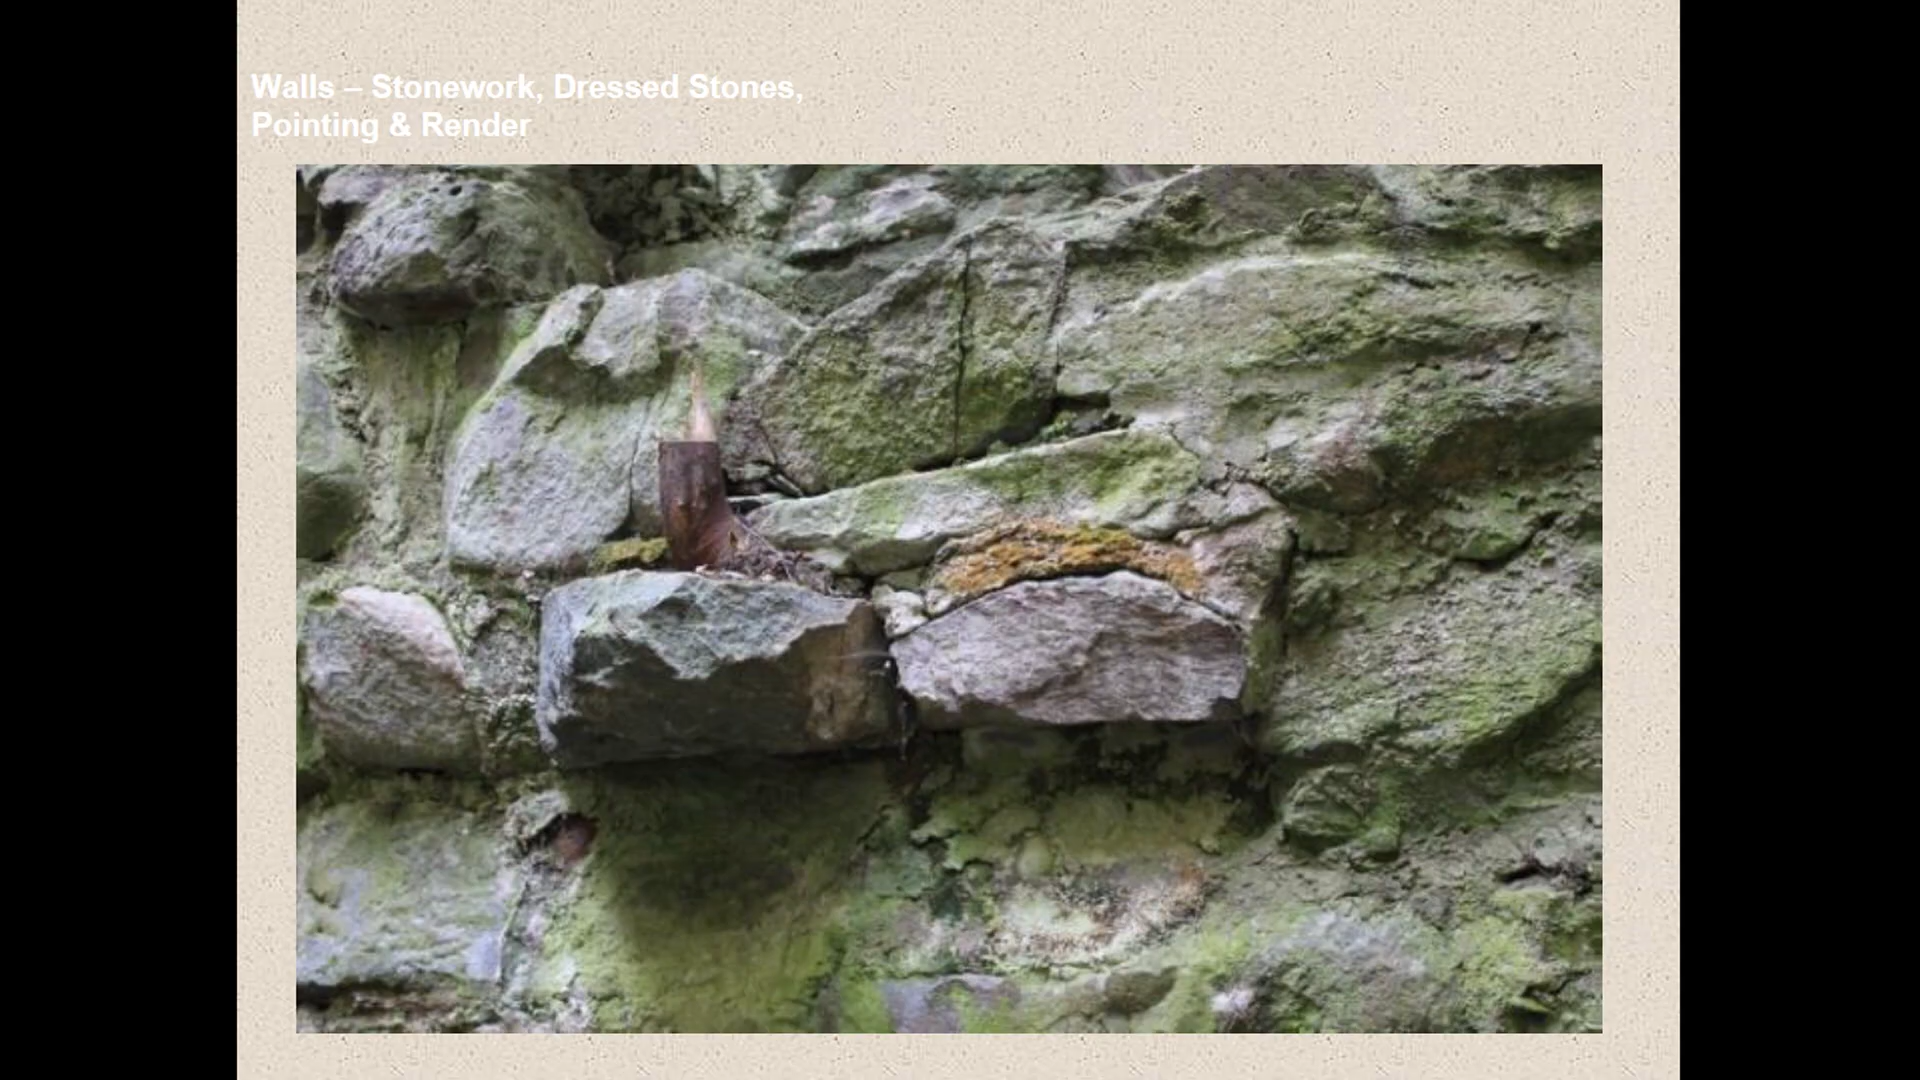 Walls – Stonework, Dressed Stones,
Pointing & Render